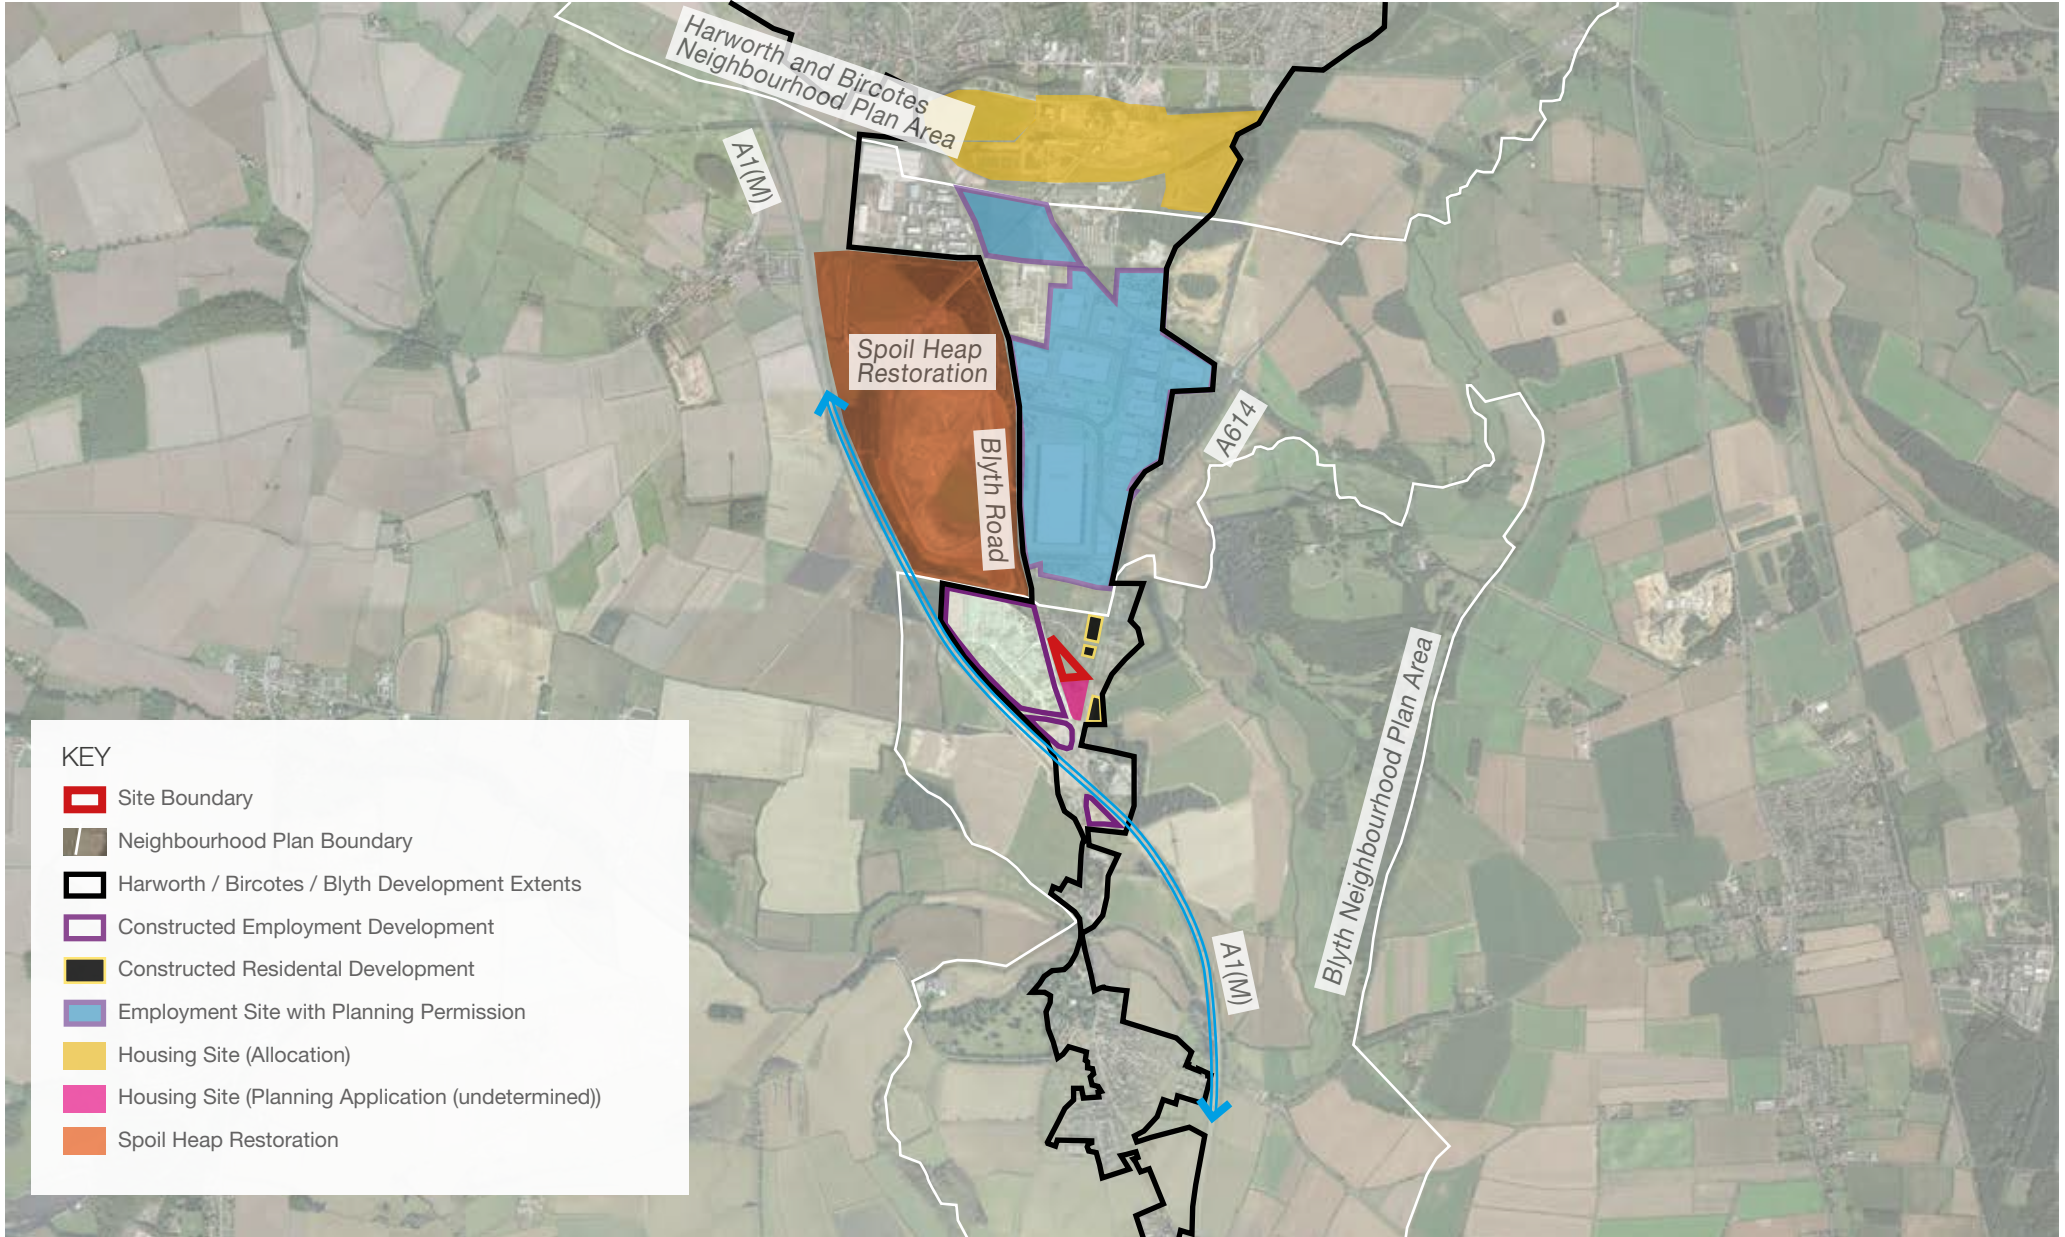 Harworth and Bircotes
Neighbourhood Plan Area
A1(M)
Spoil Heap
Restoration
Blyth Road
A614
Blyth Neighbourhood Plan Area
A1(M)
KEY
Site Boundary
Neighbourhood Plan Boundary
Harworth / Bircotes / Blyth Development Extents
Constructed Employment Development
Constructed Residental Development
Employment Site with Planning Permission
Housing Site (Allocation)
Housing Site (Planning Application (undetermined))
Spoil Heap Restoration